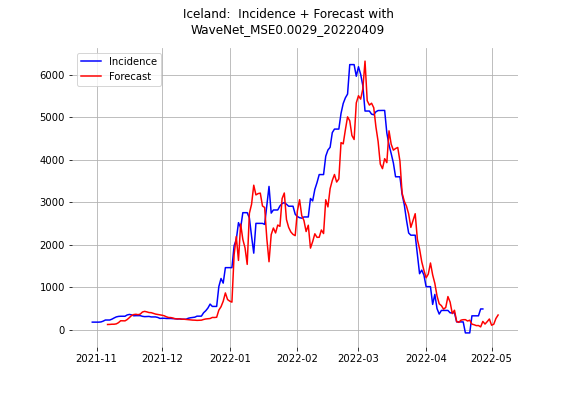 Iceland:  Incidence + Forecast with
WaveNet_MSE0.0029_20220409
Incidence
Forecast
6000
5000
4000
3000
2000
1000
0
2021-11 2021-12 2022-01 2022-02 2022-03 2022-04 2022-05